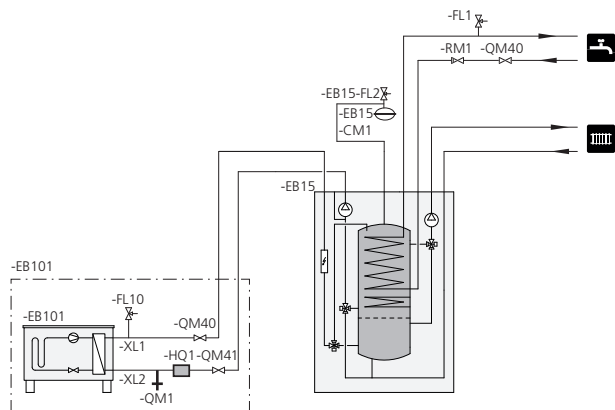 -FL1
-RM1 -QM40
-EB15-FL2
-EB15
-CM1
-EB15
-EB101
-FL10
-EB101
-QM40
-XL1
-HQ1-QM41
-XL2
-QM1